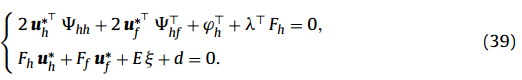 2 u_h^{*⊤} Ψ_{hh} + 2 u_f^{*⊤} Ψ_{hf}^⊤ + φ_h^⊤ + λ^⊤ F_h = 0,
(39)
F_h u_h^* + F_f u_f^* + E ξ + d = 0.